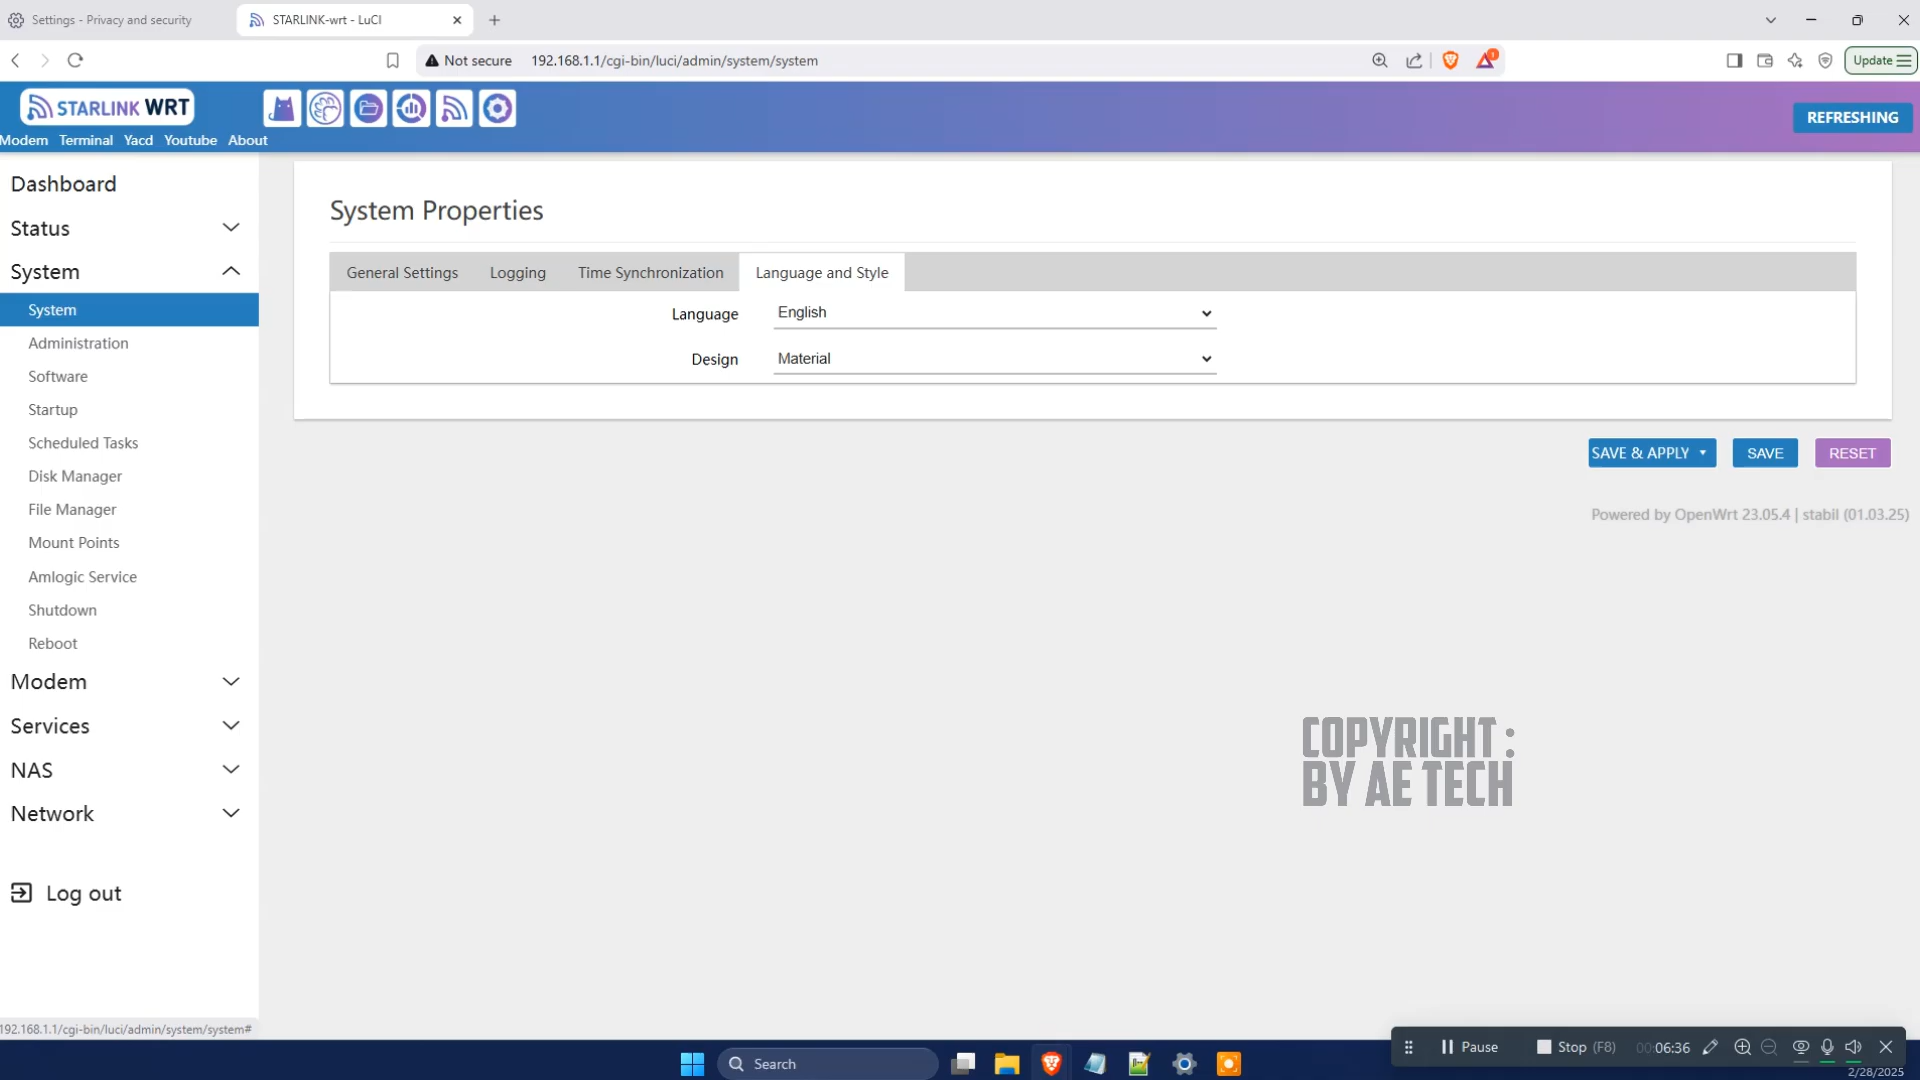 Settings - Privacy and security
STARLINK-wrt - LuCI
Not secure
192.168.1.1/cgi-bin/luci/admin/system/system
1
Update
STARLINK WRT
REFRESHING
Modem Terminal Yacd Youtube About
Dashboard
Status
System
System
Administration
Software
Startup
Scheduled Tasks
Disk Manager
File Manager
Mount Points
Amlogic Service
Shutdown
Reboot
Modem
Services
NAS
Network
Log out
System Properties
General Settings Logging Time Synchronization Language and Style
Language English
Design Material
SAVE & APPLY SAVE RESET
Powered by OpenWrt 23.05.4 | stabil (01.03.25)
COPYRIGHT :
BY AE TECH
192.168.1.1/cgi-bin/luci/admin/system/system#
Search
Pause Stop (F8) 00:06:36
2/28/2025